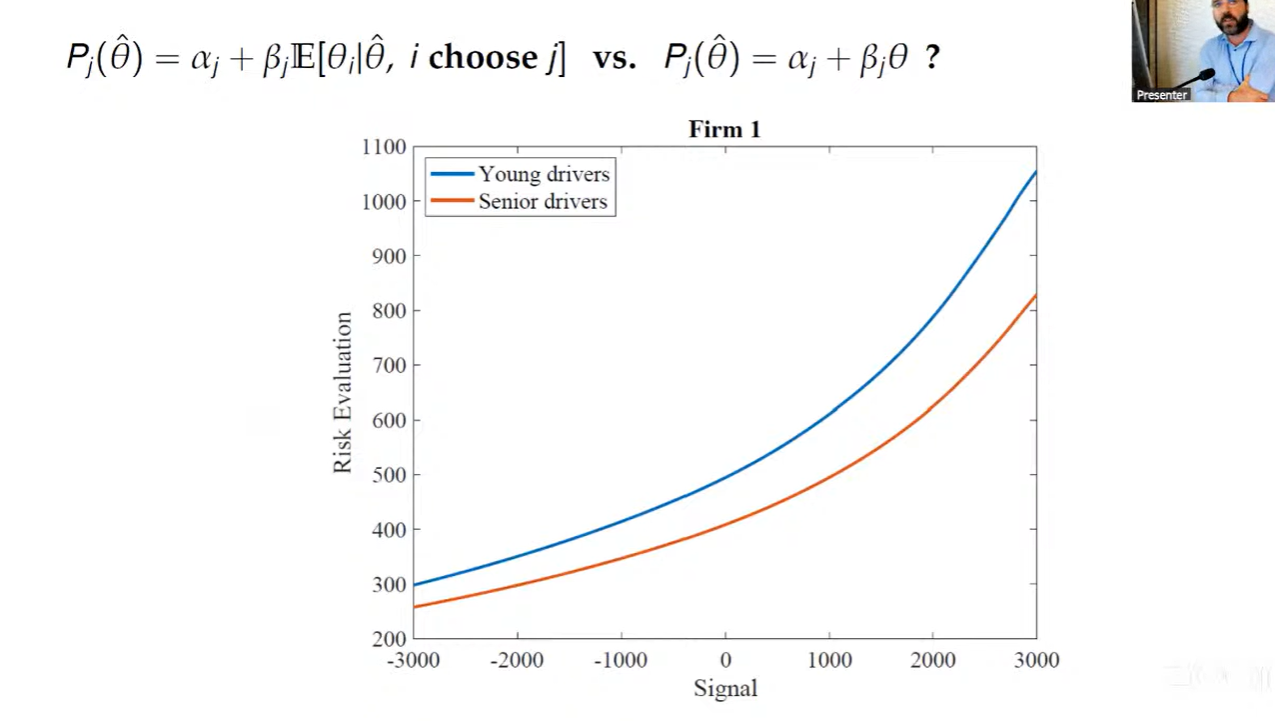 Pⱼ(θ̂) = αⱼ + βⱼ𝔼[θᵢ|θ̂, i choose j] vs. Pⱼ(θ̂) = αⱼ + βⱼθ ?
Presenter
Firm 1
Young drivers
Senior drivers
Risk Evaluation
1100
1000
900
800
700
600
500
400
300
200
-3000 -2000 -1000 0 1000 2000 3000
Signal